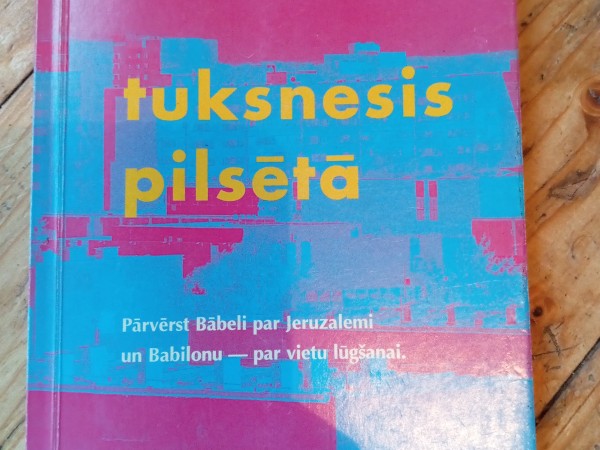 tuksnesis
pilsētā
Pārvērst Bābeli par Jeruzalemi
un Babilonu — par vietu lūgšanai.